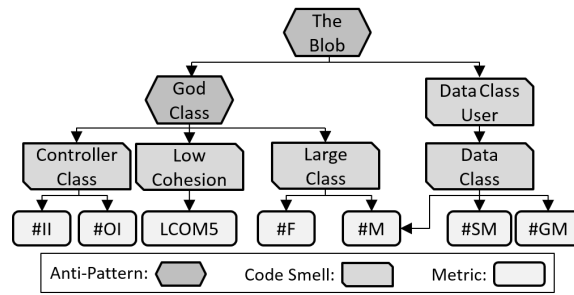 The
Blob
God
Class
Data Class
User
Controller
Class
Low
Cohesion
Large
Class
Data
Class
#II
#OI
LCOM5
#F
#M
#SM
#GM
Anti-Pattern:
Code Smell:
Metric: